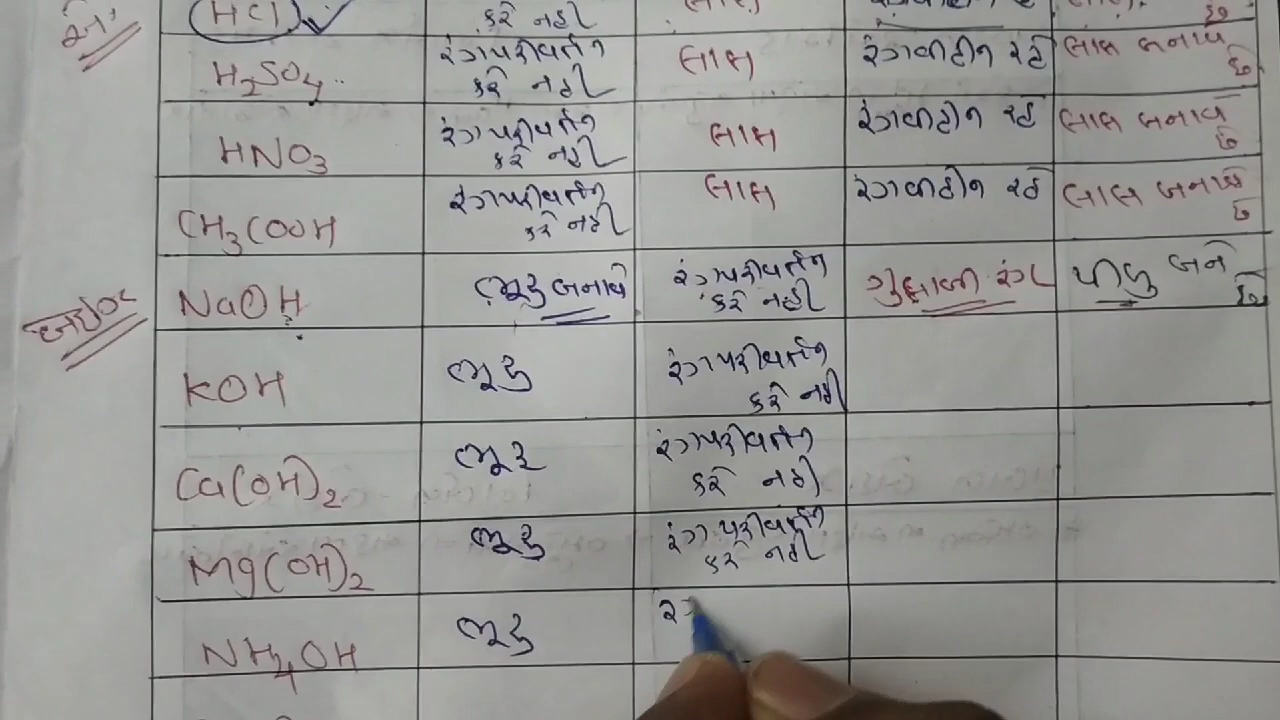 HCl
કરે નહી
H₂SO₄
રંગપરીવર્તન
કરે નહી
લાલ
રંગવીહીન રહે
લાલ બનાવે
છે
HNO₃
રંગપરીવર્તન
કરે નહી
લાલ
રંગવીહીન રહે
લાલ બનાવે
છે
CH₃COOH
રંગપરીવર્તન
કરે નહી
લાલ
રંગવીહીન રહે
લાલ બનાવે
છે
NaOH
ભૂરુ બનાવે
રંગપરીવર્તન
કરે નહી
ગુલાબી રંગ
પીળુ બને
છે
KOH
ભૂરુ
રંગપરીવર્તન
કરે નહી
Ca(OH)₂
ભૂરુ
રંગપરીવર્તન
કરે નહી
Mg(OH)₂
ભૂરુ
રંગપરીવર્તન
કરે નહી
NH₄OH
ભૂરુ